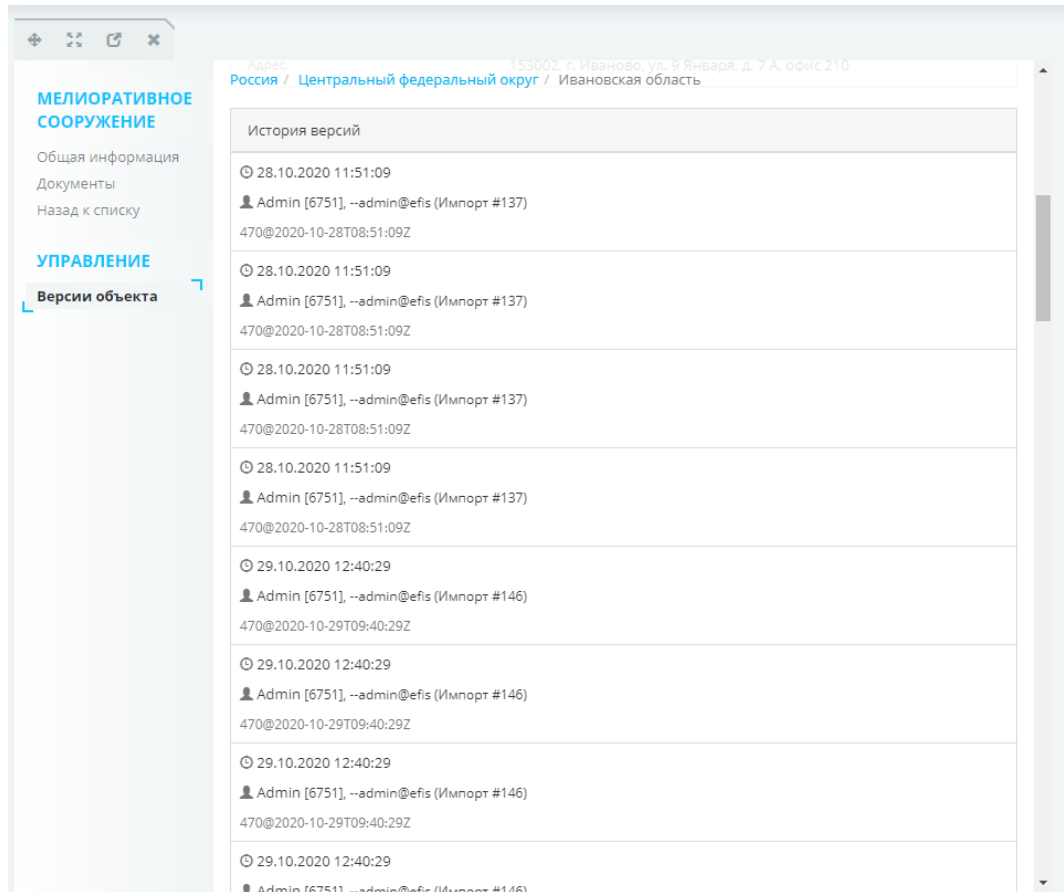 МЕЛИОРАТИВНОЕ
СООРУЖЕНИЕ
Общая информация
Документы
Назад к списку
УПРАВЛЕНИЕ
Версии объекта
Адрес 153002, г. Иваново, ул. 9 Января, д. 7 А, офис 210
Россия / Центральный федеральный округ / Ивановская область
История версий
28.10.2020 11:51:09
Admin [6751], --admin@efis (Импорт #137)
470@2020-10-28T08:51:09Z
28.10.2020 11:51:09
Admin [6751], --admin@efis (Импорт #137)
470@2020-10-28T08:51:09Z
28.10.2020 11:51:09
Admin [6751], --admin@efis (Импорт #137)
470@2020-10-28T08:51:09Z
28.10.2020 11:51:09
Admin [6751], --admin@efis (Импорт #137)
470@2020-10-28T08:51:09Z
29.10.2020 12:40:29
Admin [6751], --admin@efis (Импорт #146)
470@2020-10-29T09:40:29Z
29.10.2020 12:40:29
Admin [6751], --admin@efis (Импорт #146)
470@2020-10-29T09:40:29Z
29.10.2020 12:40:29
Admin [6751], --admin@efis (Импорт #146)
470@2020-10-29T09:40:29Z
29.10.2020 12:40:29
Admin [6751], --admin@efis (Импорт #146)